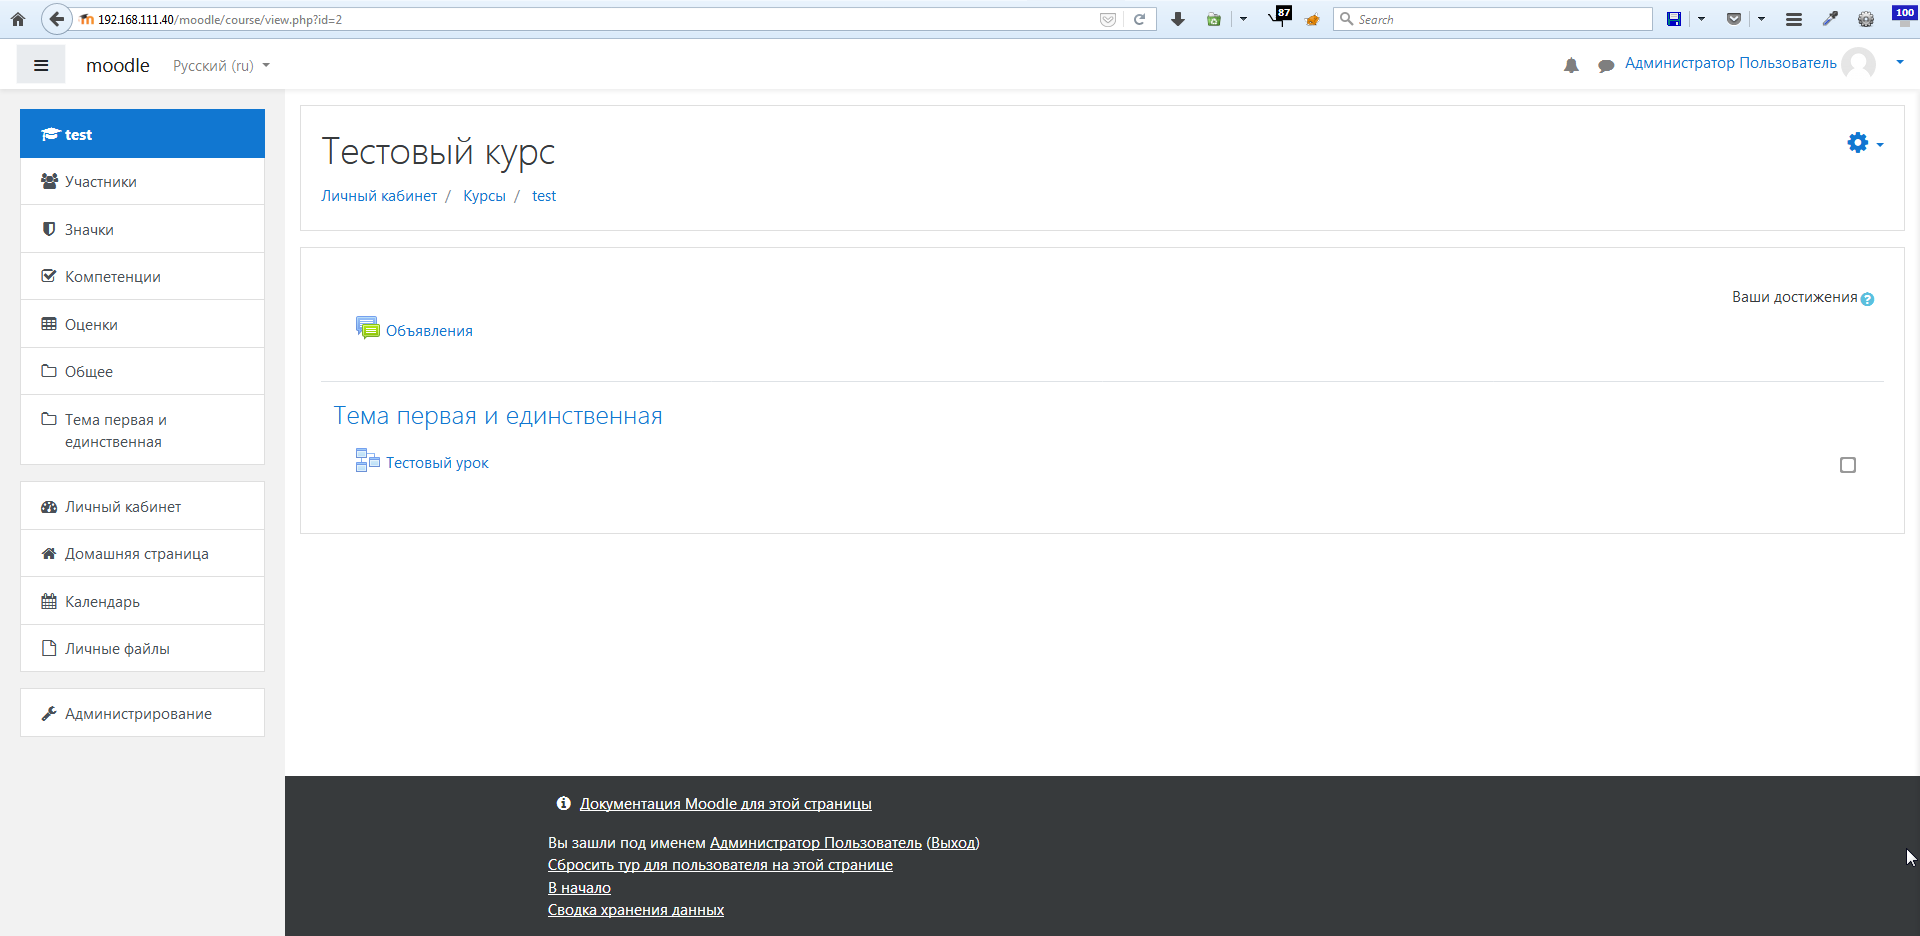 192.168.111.40/moodle/course/view.php?id=2
87
Search
100
moodle
Русский (ru)
Администратор Пользователь
test
Участники
Значки
Компетенции
Оценки
Общее
Тема первая и
единственная
Личный кабинет
Домашняя страница
Календарь
Личные файлы
Администрирование
Тестовый курс
Личный кабинет / Курсы / test
Ваши достижения
Объявления
Тема первая и единственная
Тестовый урок
Документация Moodle для этой страницы
Вы зашли под именем Администратор Пользователь (Выход)
Сбросить тур для пользователя на этой странице
В начало
Сводка хранения данных